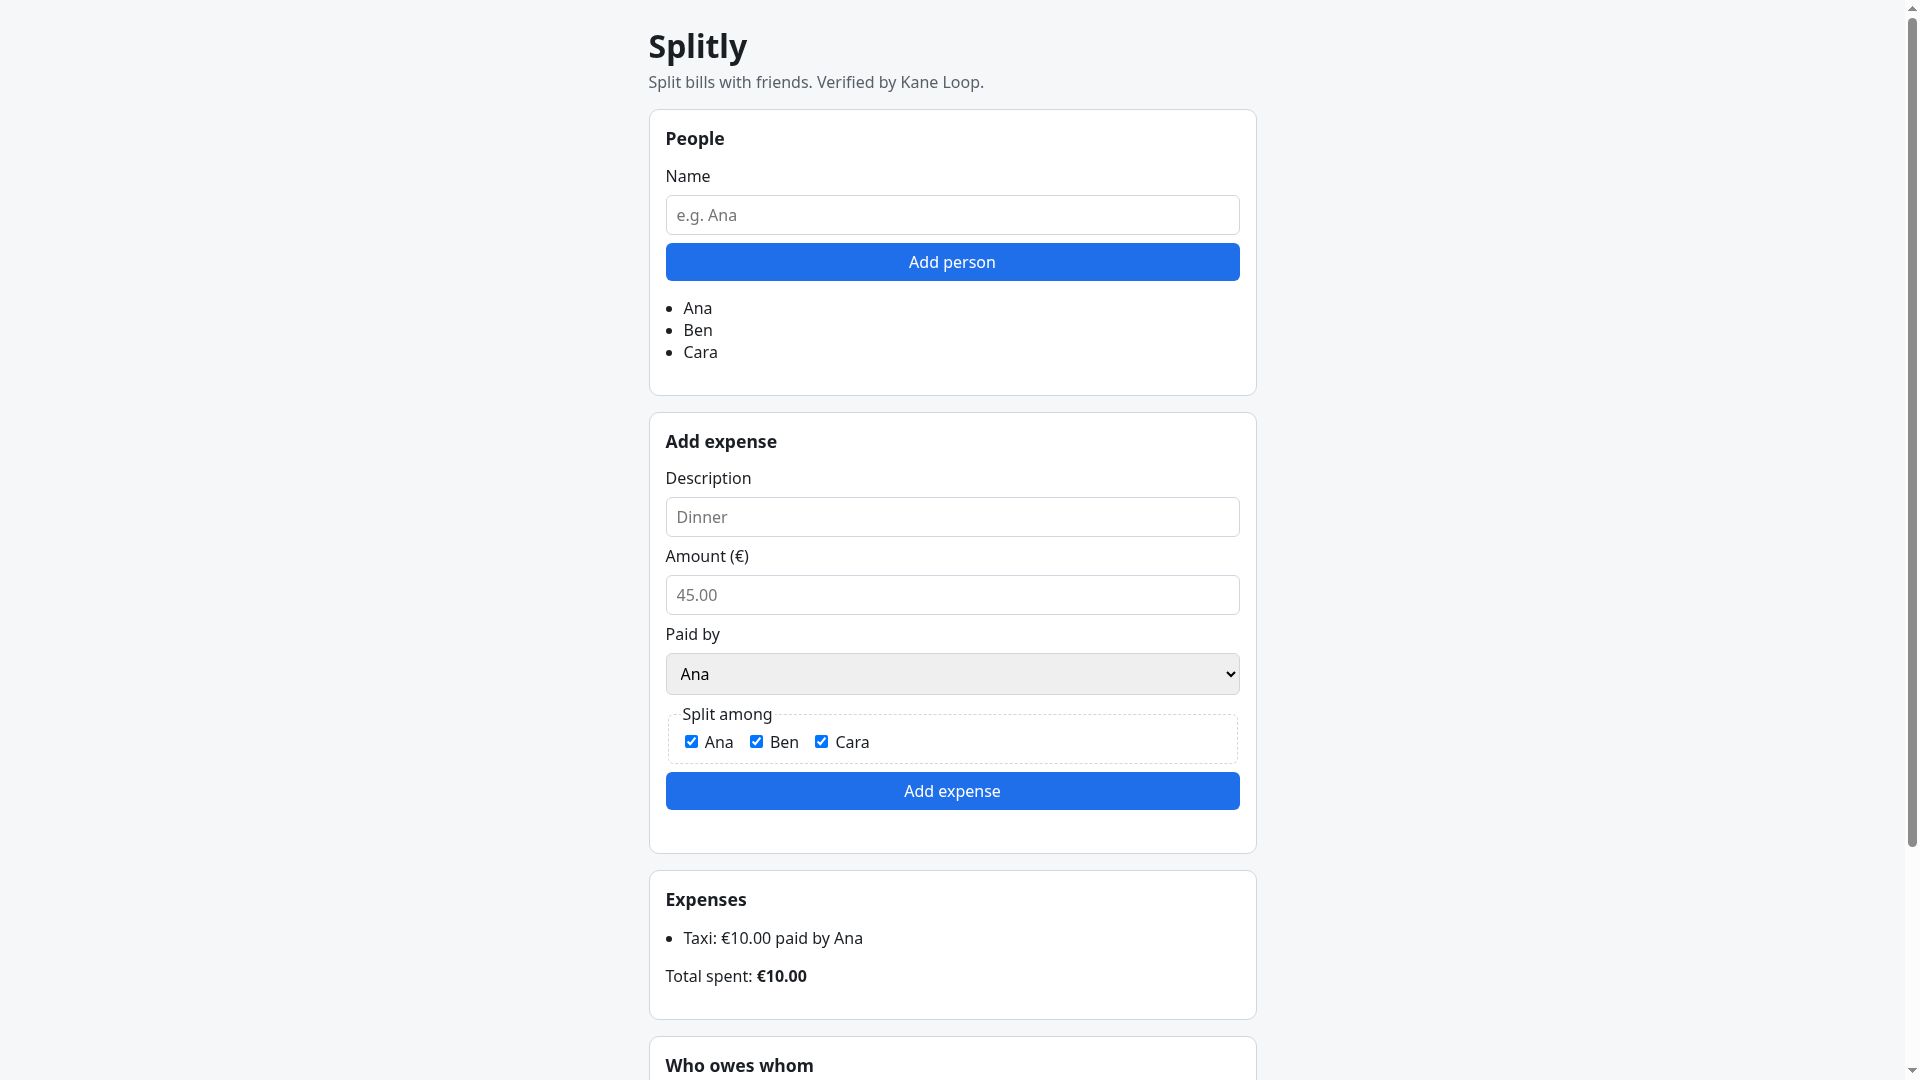 Splitly
Split bills with friends. Verified by Kane Loop.
People
Name
e.g. Ana
Add person
Ana
Ben
Cara
Add expense
Description
Dinner
Amount (€)
45.00
Paid by
Ana
Split among
Ana Ben Cara
Add expense
Expenses
Taxi: €10.00 paid by Ana
Total spent: €10.00
Who owes whom